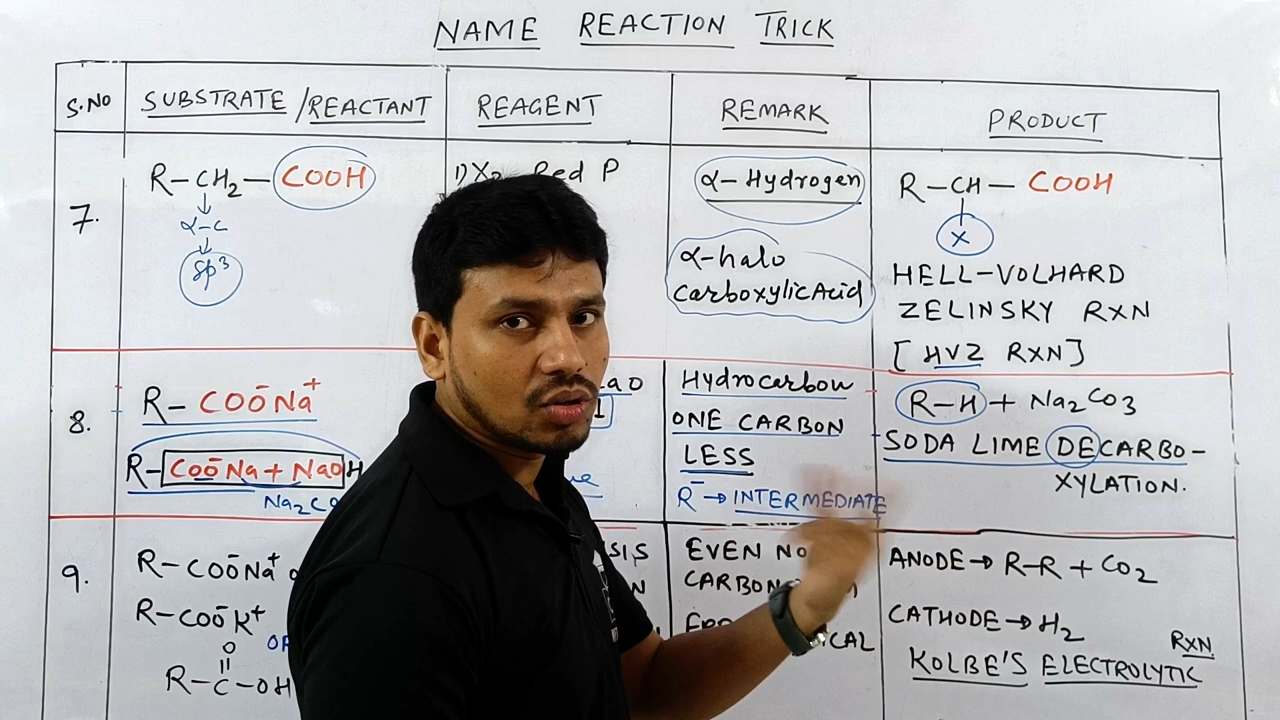 NAME REACTION TRICK
S.NO SUBSTRATE/REACTANT REAGENT REMARK PRODUCT
7.
R-CH2-COOH
α-C
Sp3
1) X2 Red P
α-Hydrogen
α-halo
CarboxylicAcid
R-CH-COOH
X
HELL-VOLHARD
ZELINSKY RXN
[HVZ RXN]
8.
R-COO⁻Na⁺
R-COO⁻Na+NaOH
Hydrocarbon
ONE CARBON
LESS
R⁻→INTERMEDIATE
R-H+Na2CO3
SODA LIME DECARBO-
XYLATION.
9.
R-COO⁻Na⁺
R-COO⁻K⁺
O
R-C-OH
EVEN
ANODE→R-R+CO2
CATHODE→H2
RXN
KOLBE'S ELECTROLYTIC